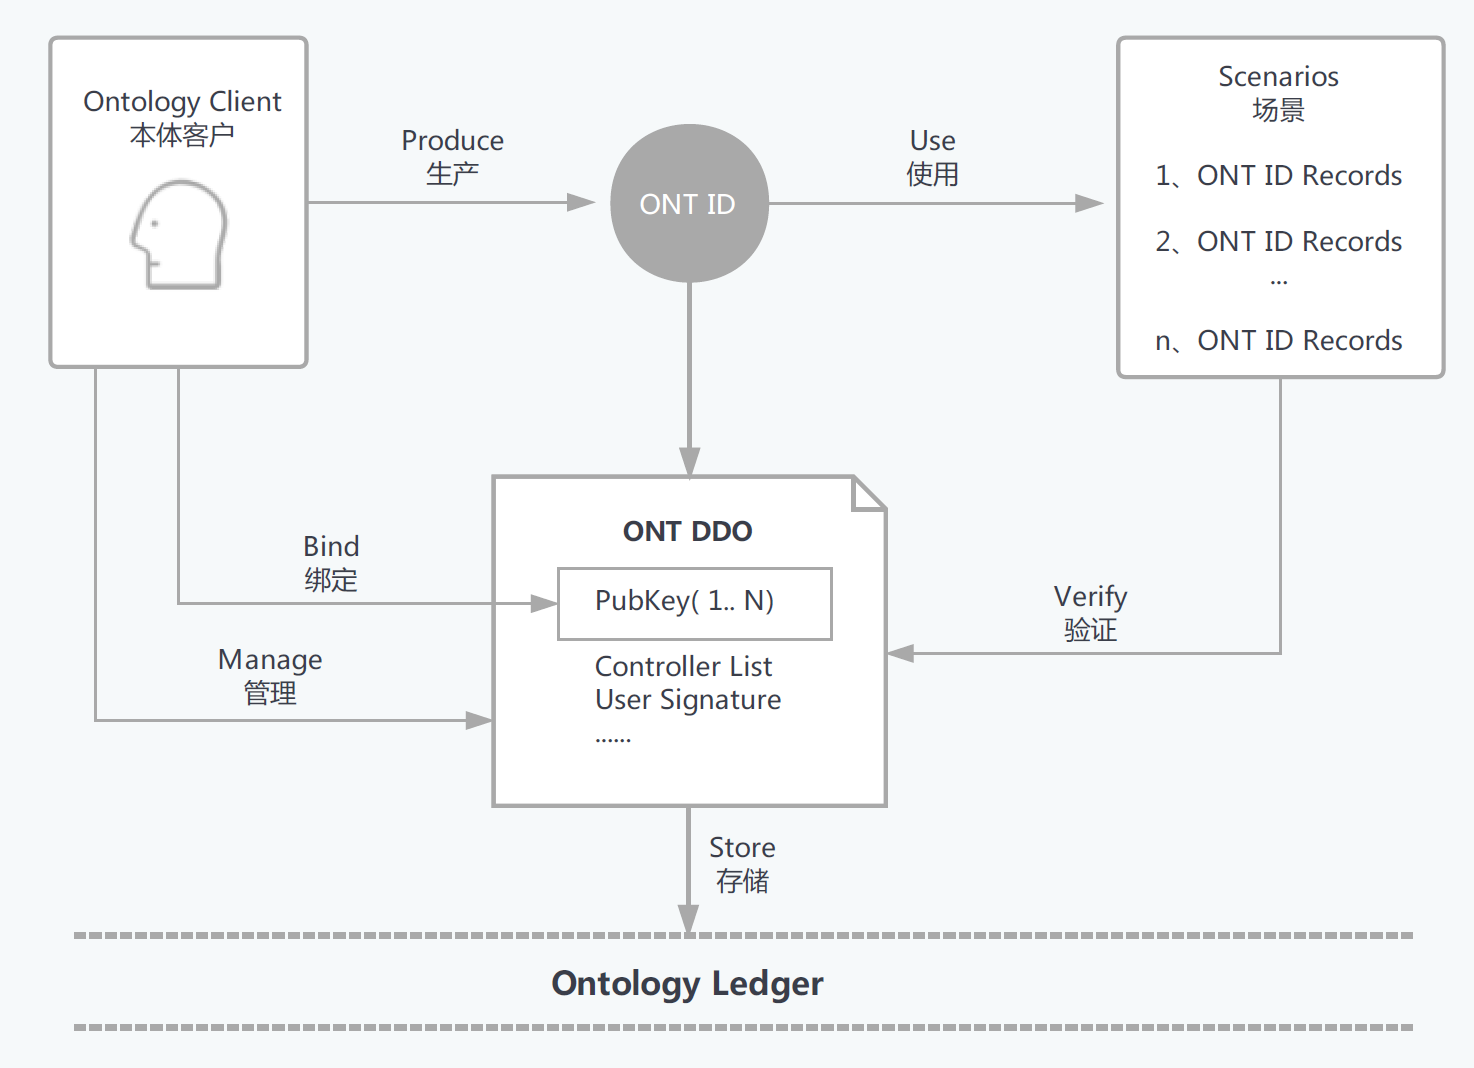 Ontology Client
本体客户
Produce
生产
ONT ID
Use
使用
Scenarios
场景
1、ONT ID Records
2、ONT ID Records
...
n、ONT ID Records
Bind
绑定
Manage
管理
ONT DDO
PubKey( 1.. N)
Controller List
User Signature
......
Verify
验证
Store
存储
Ontology Ledger